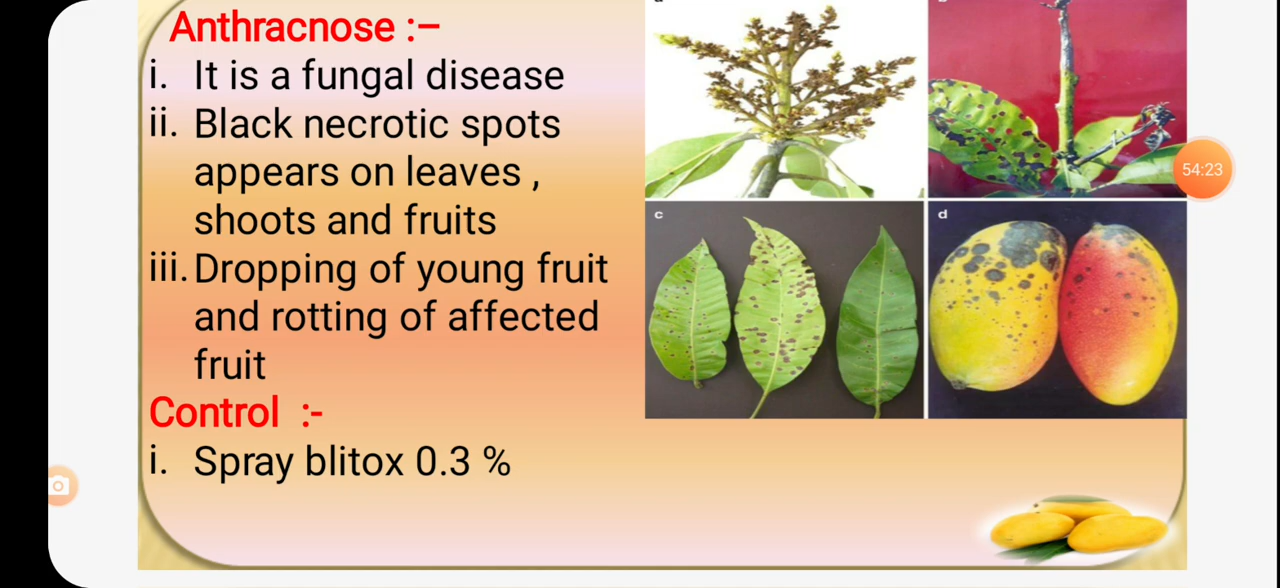 Anthracnose :–
i. It is a fungal disease
ii. Black necrotic spots
appears on leaves ,
shoots and fruits
iii. Dropping of young fruit
and rotting of affected
fruit
Control :-
i. Spray blitox 0.3 %
c
d
54:23